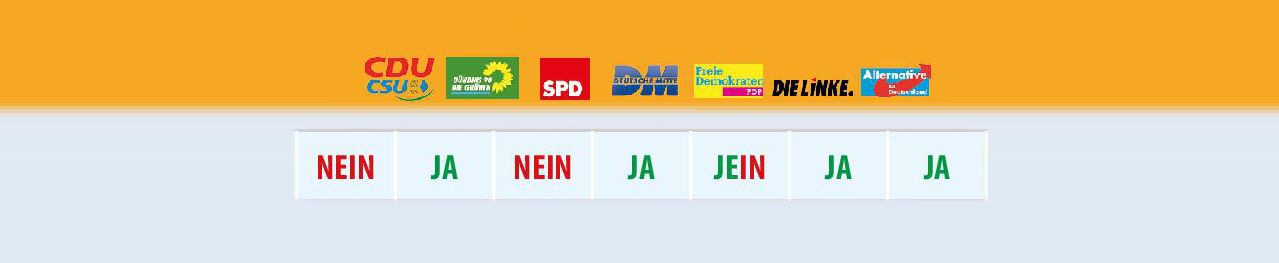 CDU
CSU
BÜNDNIS 90
DIE GRÜNEN
SPD
DM
DEUTSCHE MITTE
Freie
Demokraten
FDP
DIE LINKE.
Alternative
für
Deutschland
NEIN JA NEIN JA JEIN JA JA